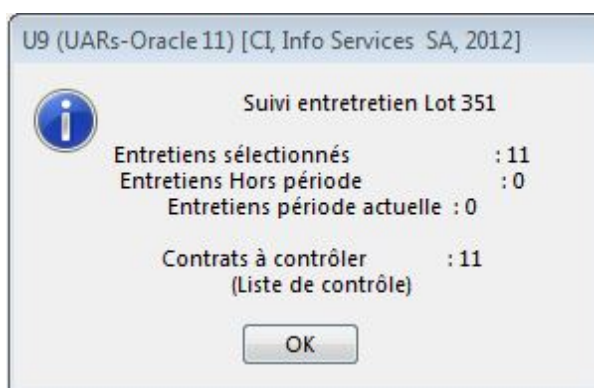 U9 (UARs-Oracle 11) [CI, Info Services SA, 2012]
Suivi entretretien Lot 351
Entretiens sélectionnés : 11
Entretiens Hors période : 0
Entretiens période actuelle : 0
Contrats à contrôler : 11
(Liste de contrôle)
OK